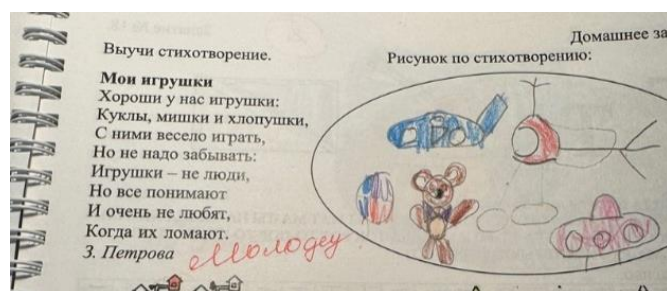 Домашнее за
Выучи стихотворение.
Рисунок по стихотворению:
Мои игрушки
Хороши у нас игрушки:
Куклы, мишки и хлопушки,
С ними весело играть,
Но не надо забывать:
Игрушки – не люди,
Но все понимают
И очень не любят,
Когда их ломают.
З. Петрова
Молодец